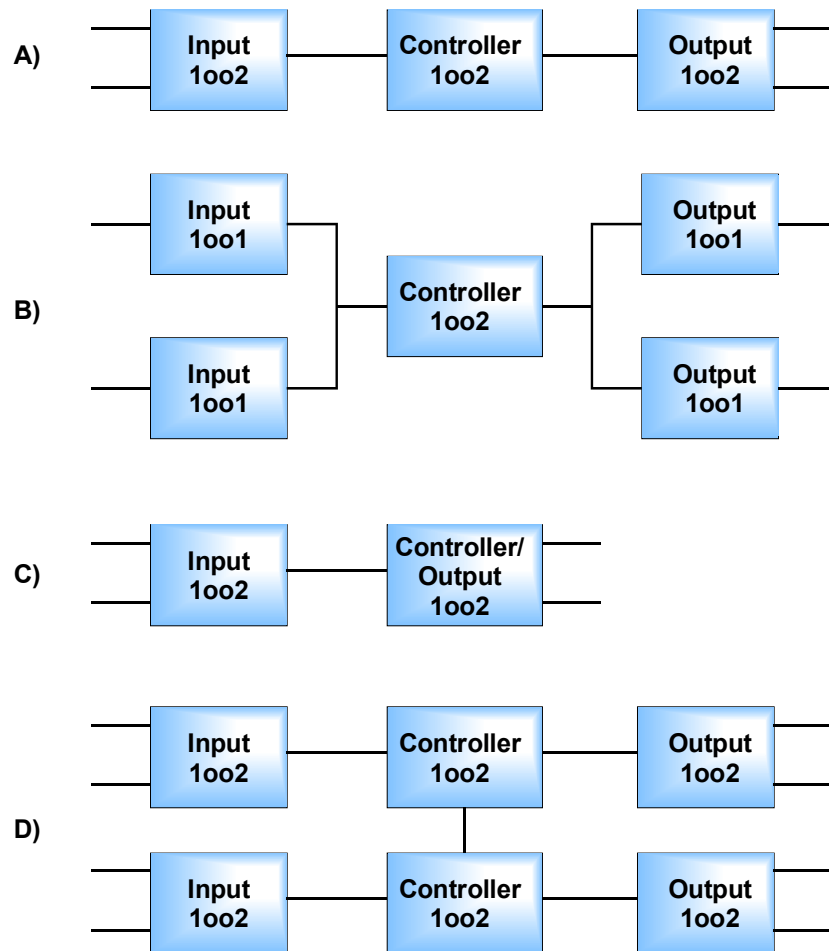 A)
Input
1oo2
Controller
1oo2
Output
1oo2
B)
Input
1oo1
Input
1oo1
Controller
1oo2
Output
1oo1
Output
1oo1
C)
Input
1oo2
Controller/
Output
1oo2
D)
Input
1oo2
Controller
1oo2
Output
1oo2
Input
1oo2
Controller
1oo2
Output
1oo2